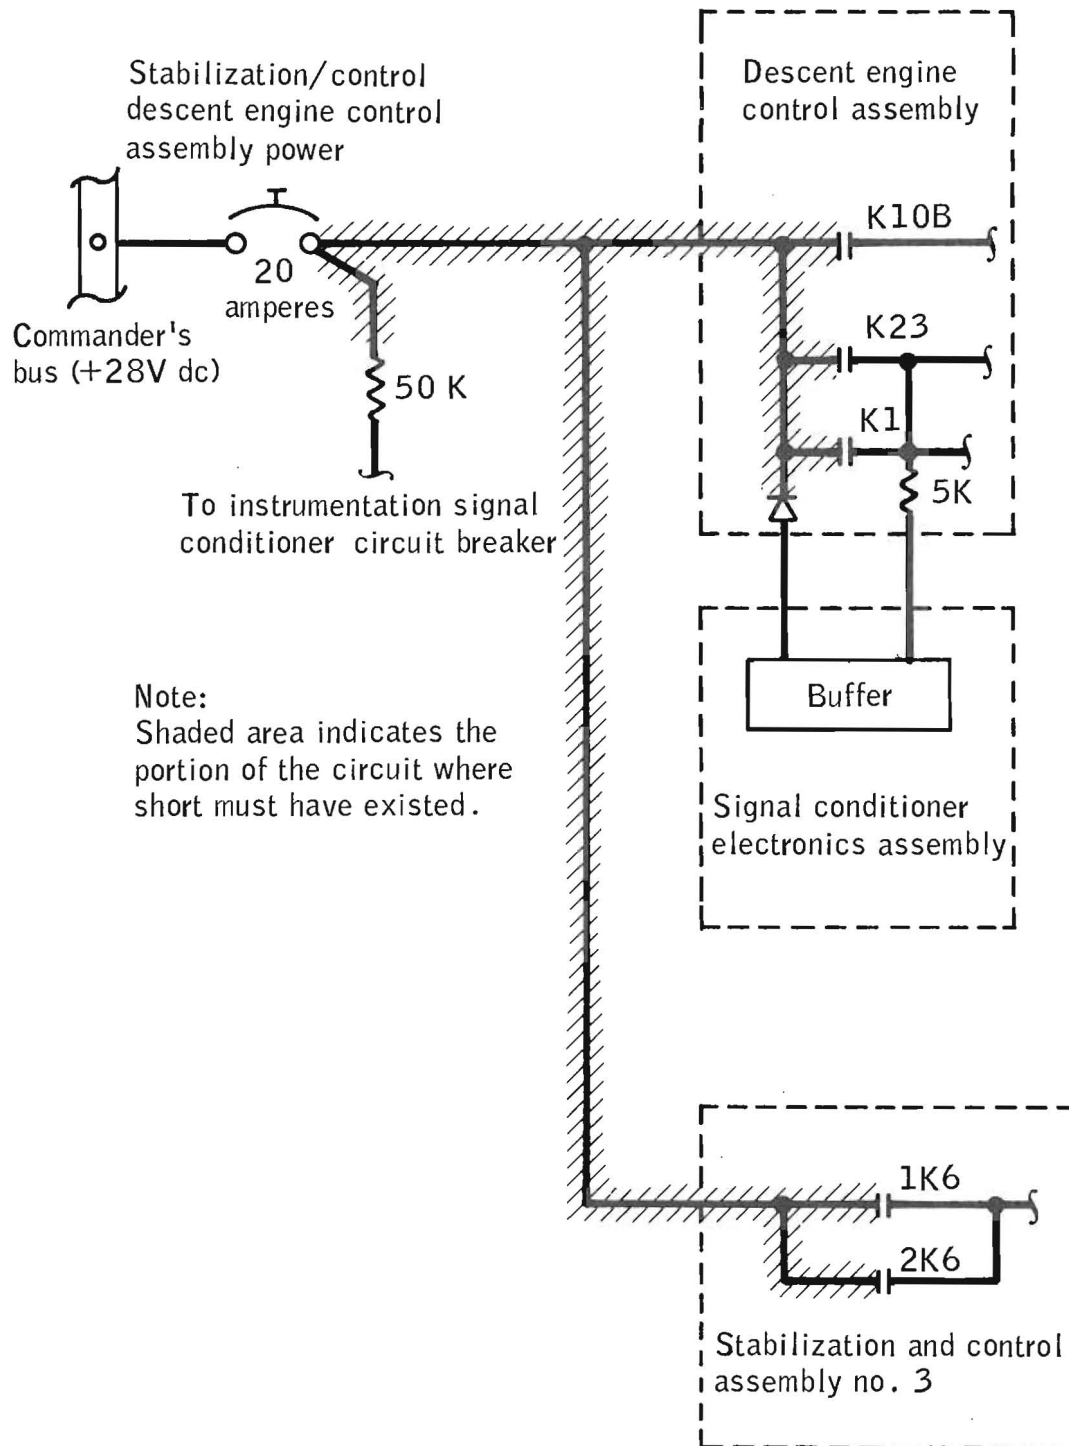 Stabilization/control
descent engine control
assembly power
20
amperes
Commander's
bus (+28V dc)
50 K
To instrumentation signal
conditioner circuit breaker
Note:
Shaded area indicates the
portion of the circuit where
short must have existed.
Descent engine
control assembly
K10B
K23
K1
5K
Buffer
Signal conditioner
electronics assembly
1K6
2K6
Stabilization and control
assembly no. 3